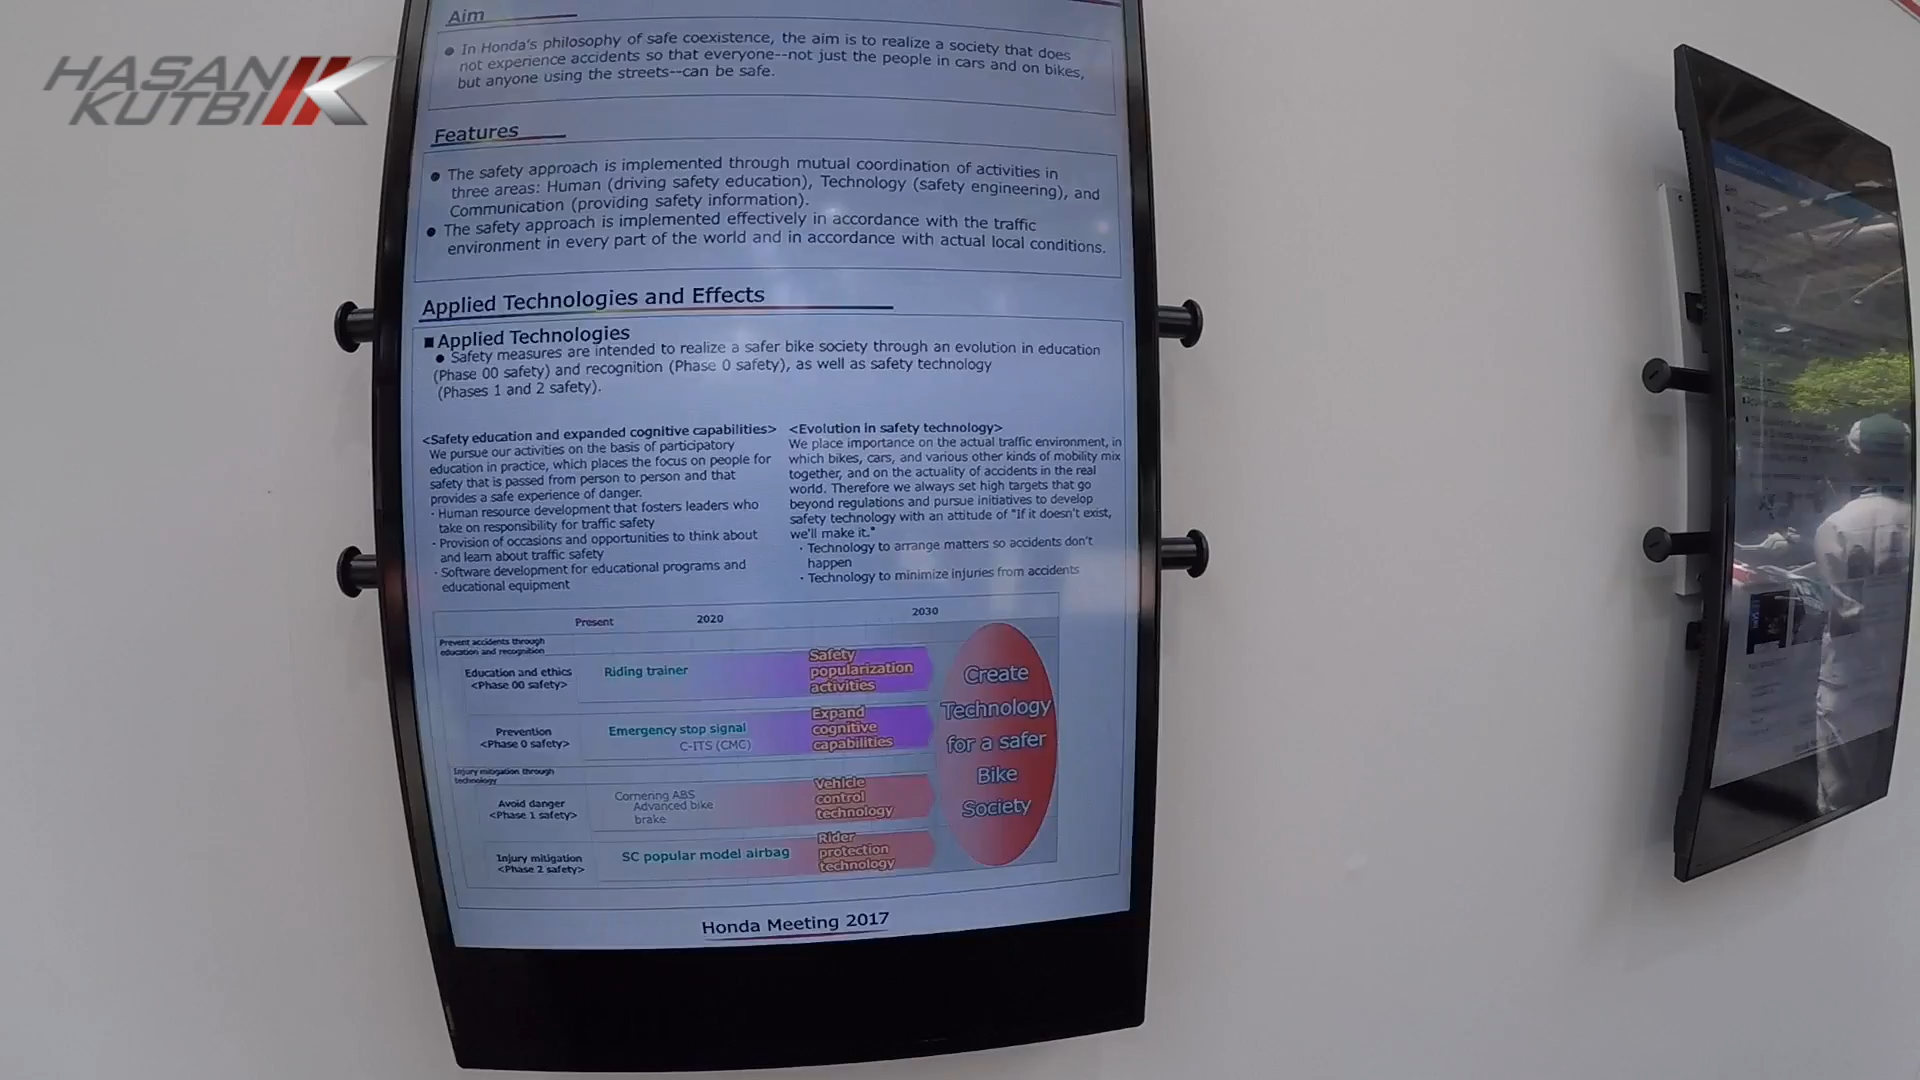 HASAN
KUTBI
Aim
● In Honda's philosophy of safe coexistence, the aim is to realize a society that does
not experience accidents so that everyone--not just the people in cars and on bikes,
but anyone using the streets--can be safe.
Features
● The safety approach is implemented through mutual coordination of activities in
three areas: Human (driving safety education), Technology (safety engineering), and
Communication (providing safety information).
● The safety approach is implemented effectively in accordance with the traffic
environment in every part of the world and in accordance with actual local conditions.
Applied Technologies and Effects
■ Applied Technologies
● Safety measures are intended to realize a safer bike society through an evolution in education
(Phase 00 safety) and recognition (Phase 0 safety), as well as safety technology
(Phases 1 and 2 safety).
<Safety education and expanded cognitive capabilities>
We pursue our activities on the basis of participatory
education in practice, which places the focus on people for
safety that is passed from person to person and that
provides a safe experience of danger.
· Human resource development that fosters leaders who
take on responsibility for traffic safety
· Provision of occasions and opportunities to think about
and learn about traffic safety
· Software development for educational programs and
educational equipment
<Evolution in safety technology>
We place importance on the actual traffic environment, in
which bikes, cars, and various other kinds of mobility mix
together, and on the actuality of accidents in the real
world. Therefore we always set high targets that go
beyond regulations and pursue initiatives to develop
safety technology with an attitude of "If it doesn't exist,
we'll make it."
· Technology to arrange matters so accidents don't
happen
· Technology to minimize injuries from accidents
Present 2020 2030
Prevent accidents through
education and recognition
Education and ethics
<Phase 00 safety>
Riding trainer
Safety
popularization
activities
Prevention
<Phase 0 safety>
Emergency stop signal
C-ITS (CMC)
Expand
cognitive
capabilities
Injury mitigation through
technology
Avoid danger
<Phase 1 safety>
Cornering ABS
Advanced bike
brake
Vehicle
control
technology
Injury mitigation
<Phase 2 safety>
SC popular model airbag
Rider
protection
technology
Create
Technology
for a safer
Bike
Society
Honda Meeting 2017